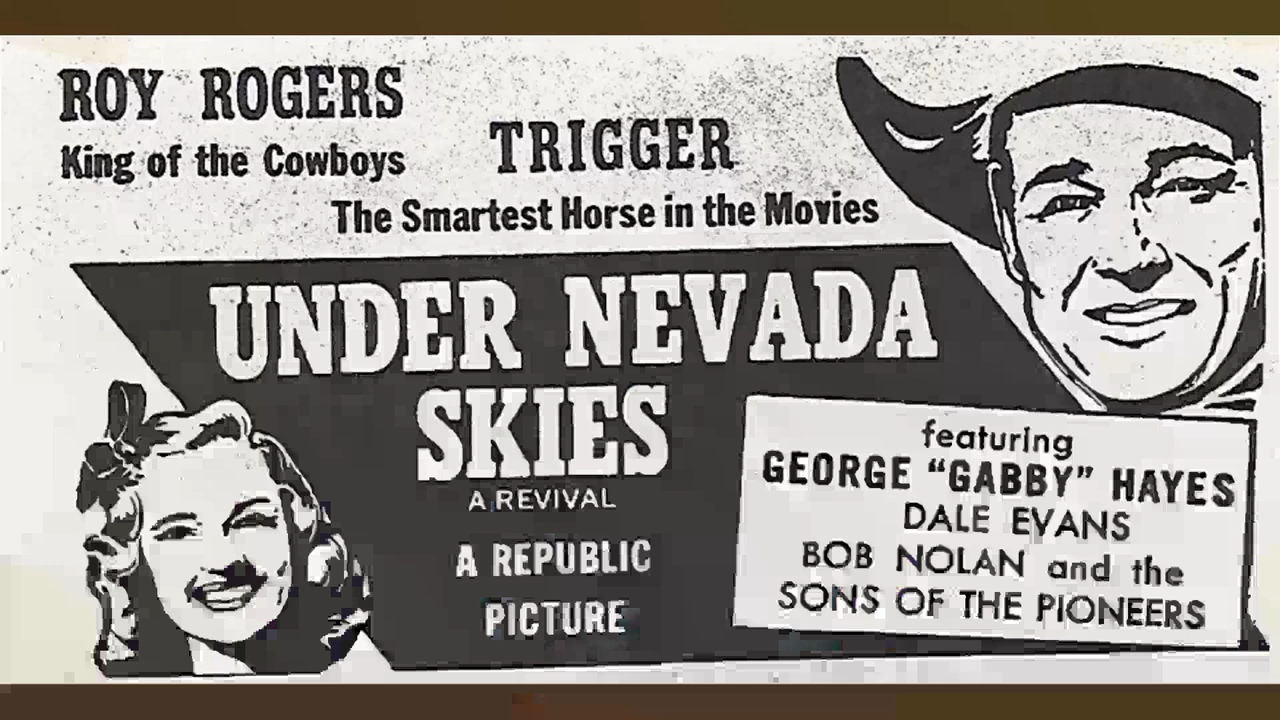 ROY ROGERS
King of the Cowboys
TRIGGER
The Smartest Horse in the Movies
UNDER NEVADA
SKIES
A REVIVAL
A REPUBLIC
PICTURE
featuring
GEORGE "GABBY" HAYES
DALE EVANS
BOB NOLAN and the
SONS OF THE PIONEERS